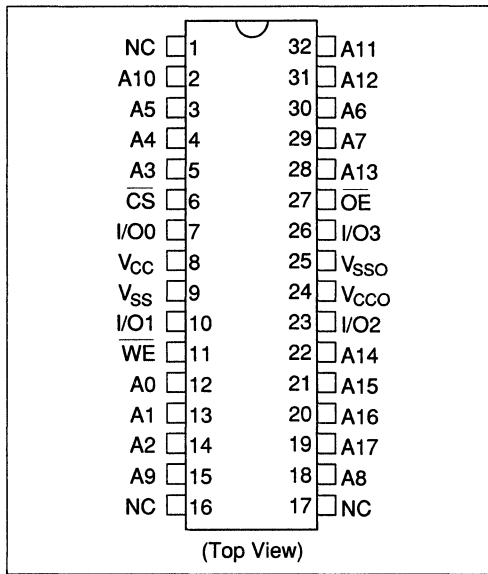 NC 1 32 A11
A10 2 31 A12
A5 3 30 A6
A4 4 29 A7
A3 5 28 A13
C̅S̅ 6 27 O̅E̅
I/O0 7 26 I/O3
VCC 8 25 VSSO
VSS 9 24 VCCO
I/O1 10 23 I/O2
W̅E̅ 11 22 A14
A0 12 21 A15
A1 13 20 A16
A2 14 19 A17
A9 15 18 A8
NC 16 17 NC
(Top View)